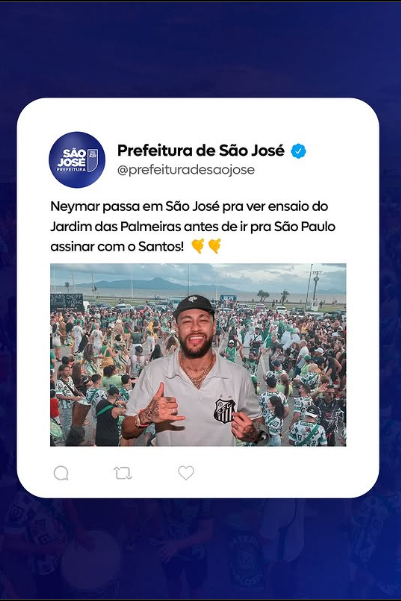 SÃO
JOSÉ
PREFEITURA
Prefeitura de São José
@prefeituradesaojose
Neymar passa em São José pra ver ensaio do
Jardim das Palmeiras antes de ir pra São Paulo
assinar com o Santos!